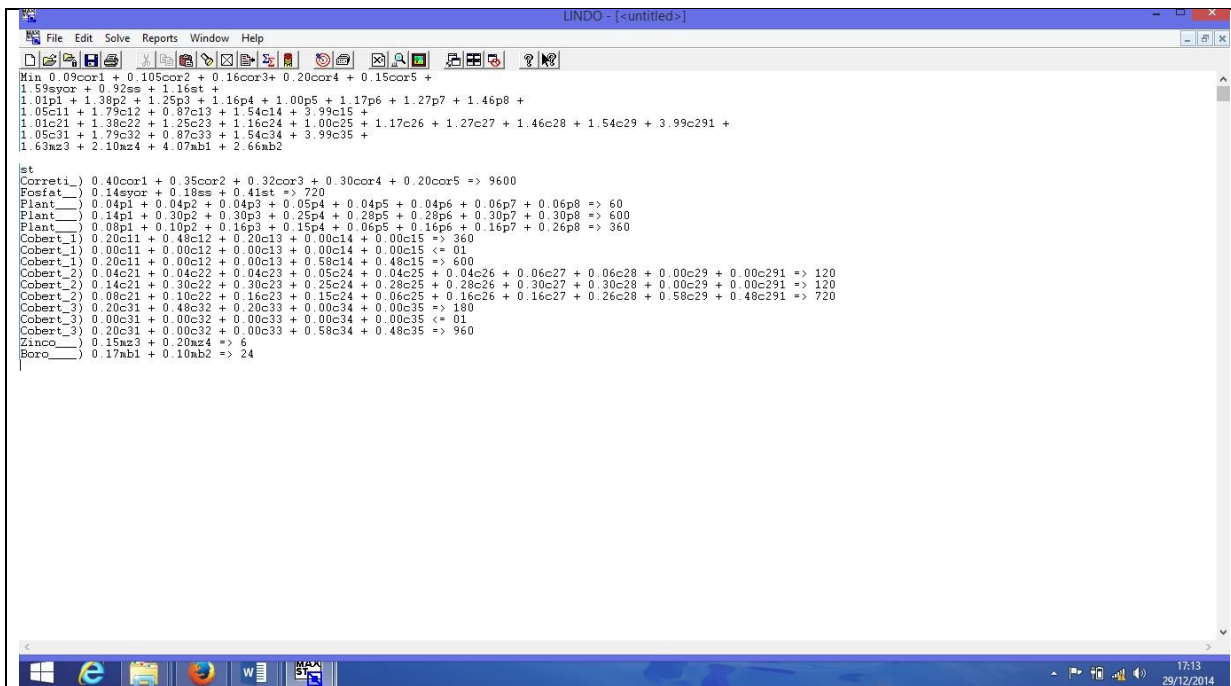 LINDO - [<untitled>]
File Edit Solve Reports Window Help
Min 0.09cor1 + 0.105cor2 + 0.16cor3+ 0.20cor4 + 0.15cor5 +
1.59syor + 0.92ss + 1.16st +
1.01p1 + 1.38p2 + 1.25p3 + 1.16p4 + 1.00p5 + 1.17p6 + 1.27p7 + 1.46p8 +
1.05c11 + 1.79c12 + 0.87c13 + 1.54c14 + 3.99c15 +
1.01c21 + 1.38c22 + 1.25c23 + 1.16c24 + 1.00c25 + 1.17c26 + 1.27c27 + 1.46c28 + 1.54c29 + 3.99c291 +
1.05c31 + 1.79c32 + 0.87c33 + 1.54c34 + 3.99c35 +
1.63mz3 + 2.10mz4 + 4.07mb1 + 2.66mb2
st
Correti_) 0.40cor1 + 0.35cor2 + 0.32cor3 + 0.30cor4 + 0.20cor5 => 9600
Fosfat__) 0.14syor + 0.18ss + 0.41st => 720
Plant___) 0.04p1 + 0.04p2 + 0.04p3 + 0.05p4 + 0.04p5 + 0.04p6 + 0.06p7 + 0.06p8 => 60
Plant___) 0.14p1 + 0.30p2 + 0.30p3 + 0.25p4 + 0.28p5 + 0.28p6 + 0.30p7 + 0.30p8 => 600
Plant___) 0.08p1 + 0.10p2 + 0.16p3 + 0.15p4 + 0.06p5 + 0.16p6 + 0.16p7 + 0.26p8 => 360
Cobert_1) 0.20c11 + 0.48c12 + 0.20c13 + 0.00c14 + 0.00c15 => 360
Cobert_1) 0.00c11 + 0.00c12 + 0.00c13 + 0.00c14 + 0.00c15 <= 01
Cobert_1) 0.20c11 + 0.00c12 + 0.00c13 + 0.58c14 + 0.48c15 => 600
Cobert_2) 0.04c21 + 0.04c22 + 0.04c23 + 0.05c24 + 0.04c25 + 0.04c26 + 0.06c27 + 0.06c28 + 0.00c29 + 0.00c291 => 120
Cobert_2) 0.14c21 + 0.30c22 + 0.30c23 + 0.25c24 + 0.28c25 + 0.28c26 + 0.30c27 + 0.30c28 + 0.00c29 + 0.00c291 => 120
Cobert_2) 0.08c21 + 0.10c22 + 0.16c23 + 0.15c24 + 0.06c25 + 0.16c26 + 0.16c27 + 0.26c28 + 0.58c29 + 0.48c291 => 720
Cobert_3) 0.20c31 + 0.48c32 + 0.20c33 + 0.00c34 + 0.00c35 => 180
Cobert_3) 0.00c31 + 0.00c32 + 0.00c33 + 0.00c34 + 0.00c35 <= 01
Cobert_3) 0.20c31 + 0.00c32 + 0.00c33 + 0.58c34 + 0.48c35 => 960
Zinco___) 0.15mz3 + 0.20mz4 => 6
Boro____) 0.17mb1 + 0.10mb2 => 24
17:13
29/12/2014